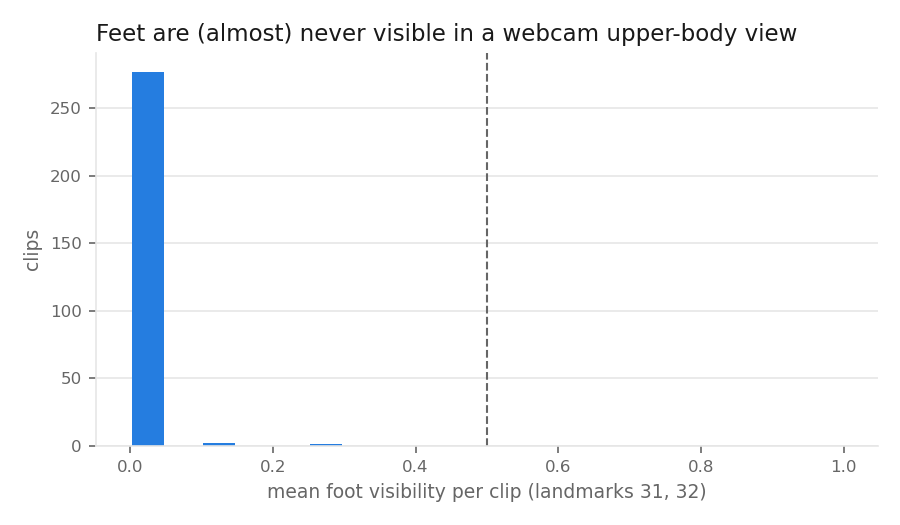 Feet are (almost) never visible in a webcam upper-body view
clips
250
200
150
100
50
0
0.0 0.2 0.4 0.6 0.8 1.0
mean foot visibility per clip (landmarks 31, 32)